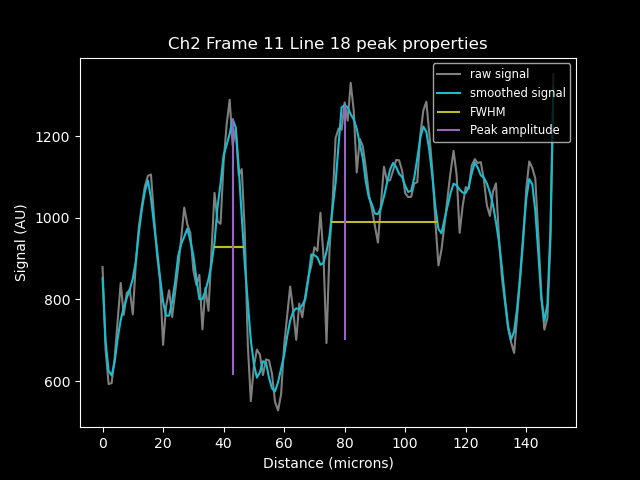 Ch2 Frame 11 Line 18 peak properties
raw signal
smoothed signal
FWHM
Peak amplitude
Signal (AU)
1200
1000
800
600
0 20 40 60 80 100 120 140
Distance (microns)